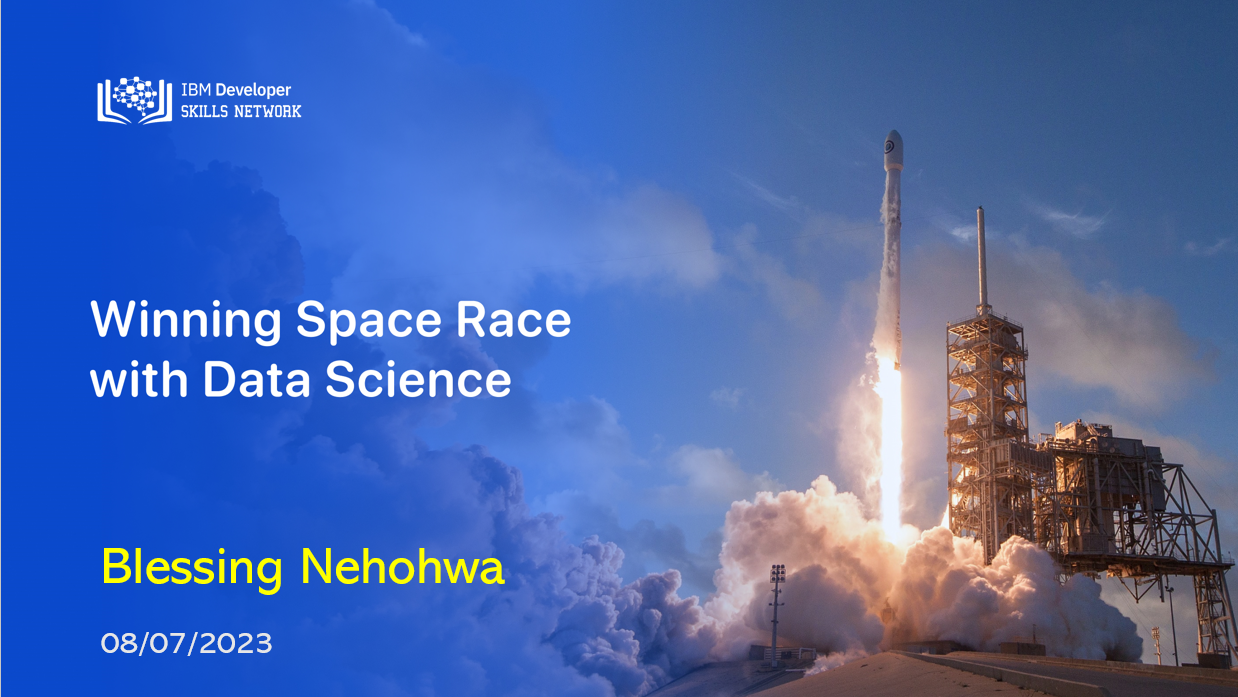 IBM Developer
SKILLS NETWORK
Winning Space Race
with Data Science
Blessing Nehohwa
08/07/2023